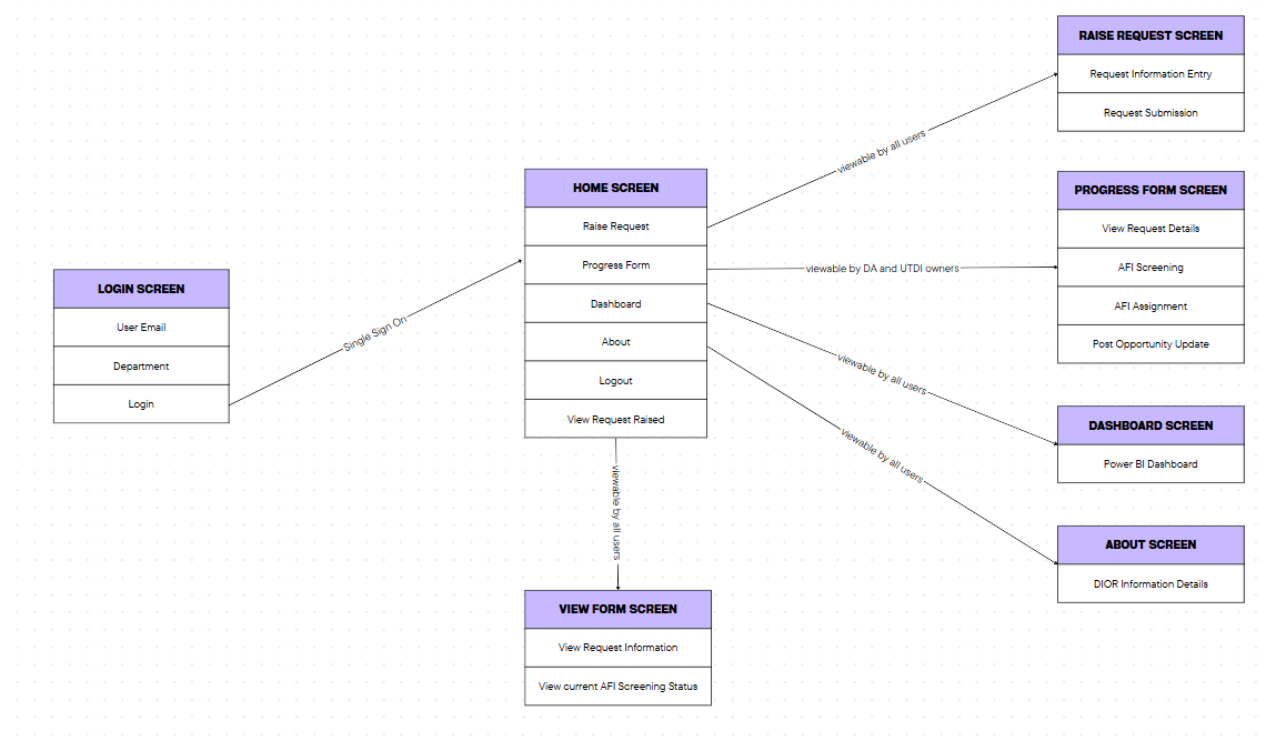 LOGIN SCREEN
User Email
Department
Login
Single Sign On
HOME SCREEN
Raise Request
Progress Form
Dashboard
About
Logout
View Request Raised
viewable by all users
RAISE REQUEST SCREEN
Request Information Entry
Request Submission
viewable by DA and UTDI owners
PROGRESS FORM SCREEN
View Request Details
AFI Screening
AFI Assignment
Post Opportunity Update
viewable by all users
DASHBOARD SCREEN
Power BI Dashboard
viewable by all users
ABOUT SCREEN
DIOR Information Details
viewable by all users
VIEW FORM SCREEN
View Request Information
View current AFI Screening Status